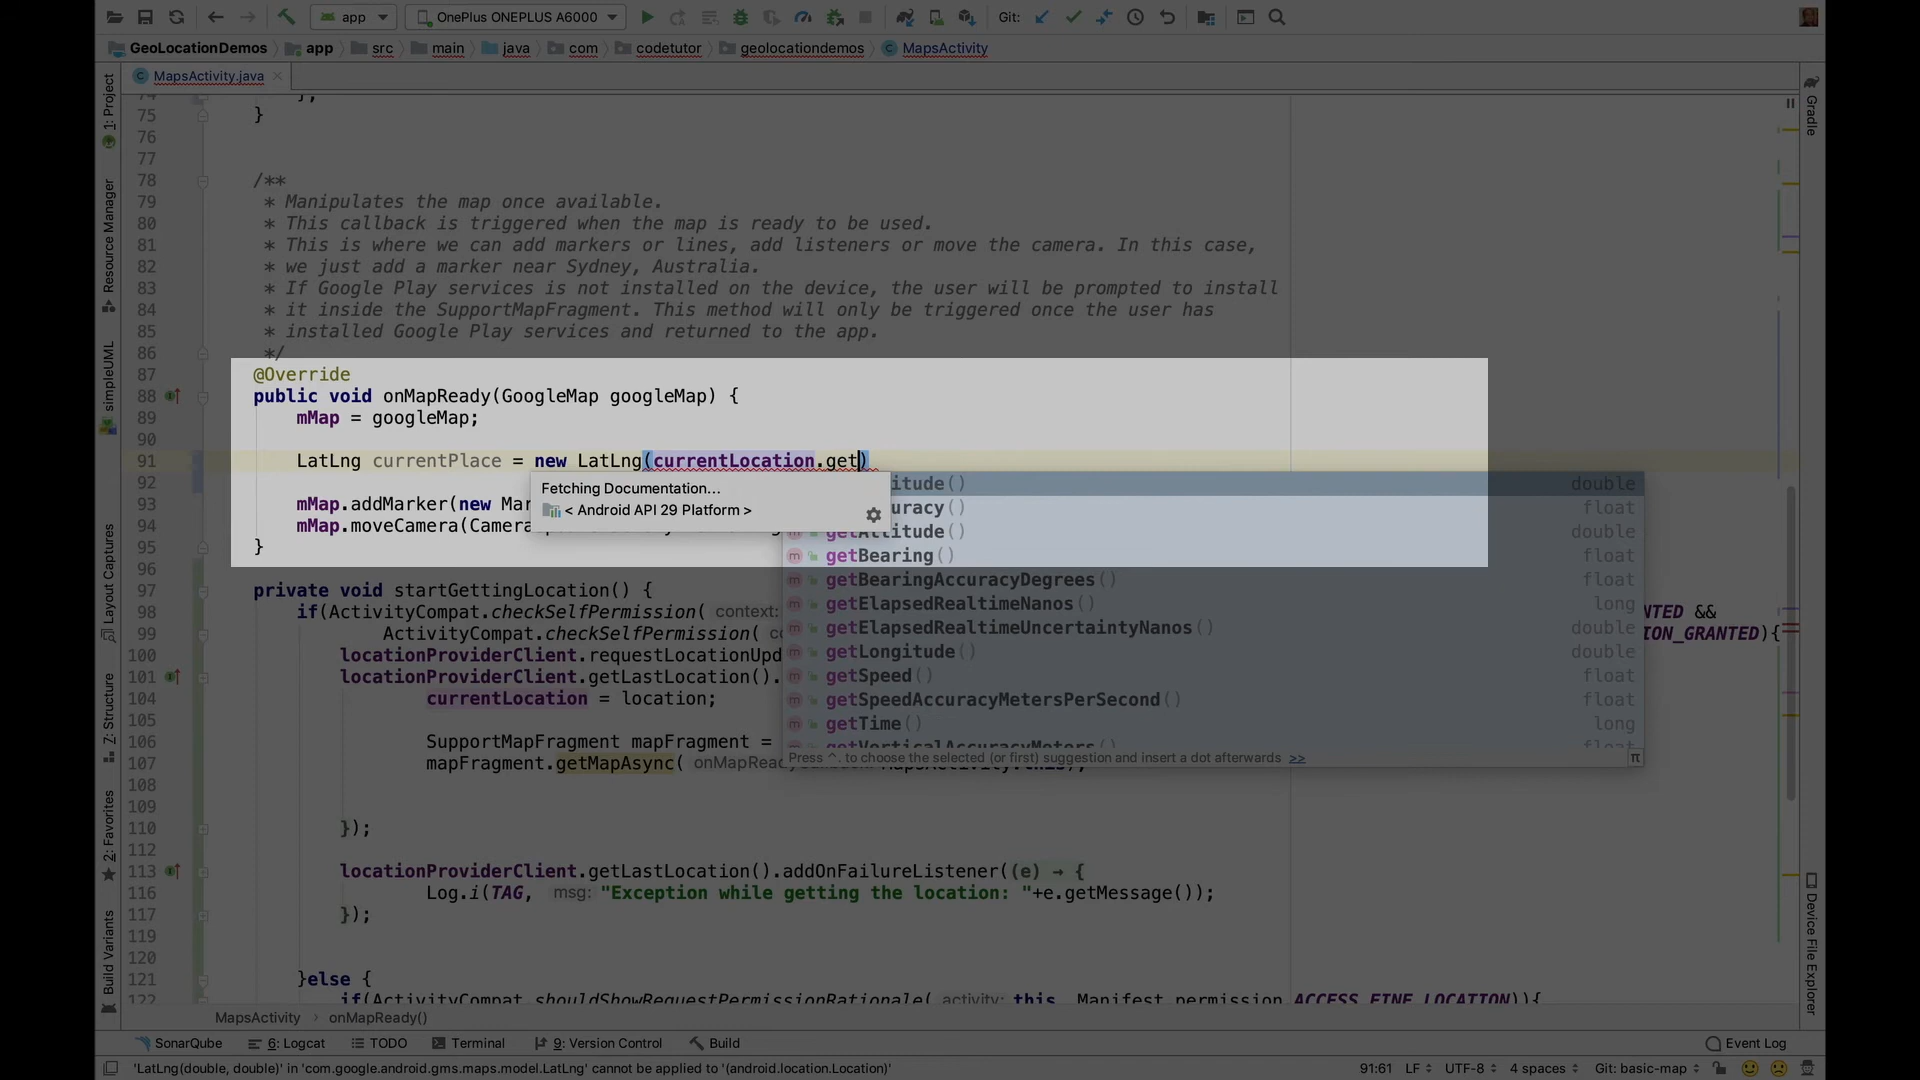 app
OnePlus ONEPLUS A6000
Git:
GeoLocationDemos
app
src
main
java
com
codetutor
geolocationdemos
MapsActivity
MapsActivity.java
1: Project
Resource Manager
simpleUML
Layout Captures
Z: Structure
2: Favorites
Build Variants
Gradle
Device File Explorer
74 };
75 }
76
77
78 /**
79 * Manipulates the map once available.
80 * This callback is triggered when the map is ready to be used.
81 * This is where we can add markers or lines, add listeners or move the camera. In this case,
82 * we just add a marker near Sydney, Australia.
83 * If Google Play services is not installed on the device, the user will be prompted to install
84 * it inside the SupportMapFragment. This method will only be triggered once the user has
85 * installed Google Play services and returned to the app.
86 */
87 @Override
88 public void onMapReady(GoogleMap googleMap) {
89 mMap = googleMap;
90
91 LatLng currentPlace = new LatLng(currentLocation.get)
92
93 mMap.addMarker(new Mar
94 mMap.moveCamera(Camera
95 }
96
97 private void startGettingLocation() {
98 if(ActivityCompat.checkSelfPermission( context: NTED &&
99 ActivityCompat.checkSelfPermission( ION_GRANTED){
100 locationProviderClient.requestLocationUpd
101 locationProviderClient.getLastLocation().
104 currentLocation = location;
105
106 SupportMapFragment mapFragment =
107 mapFragment.getMapAsync(
108
109
110 });
112
113 locationProviderClient.getLastLocation().addOnFailureListener((e) → {
116 Log.i(TAG, msg: "Exception while getting the location: "+e.getMessage());
117 });
119
120
121 }else {
122 if(ActivityCompat.shouldShowRequestPermissionRationale( activity: this, Manifest.permission.ACCESS_FINE_LOCATION)){
Fetching Documentation...
< Android API 29 Platform >
itude() double
uracy() float
getAltitude() double
getBearing() float
getBearingAccuracyDegrees() float
getElapsedRealtimeNanos() long
getElapsedRealtimeUncertaintyNanos() double
getLongitude() double
getSpeed() float
getSpeedAccuracyMetersPerSecond() float
getTime() long
getVerticalAccuracyMeters() float
Press ^. to choose the selected (or first) suggestion and insert a dot afterwards >>
π
MapsActivity › onMapReady()
SonarQube
6: Logcat
TODO
Terminal
9: Version Control
Build
Event Log
'LatLng(double, double)' in 'com.google.android.gms.maps.model.LatLng' cannot be applied to '(android.location.Location)'
91:61
LF
UTF-8
4 spaces
Git: basic-map